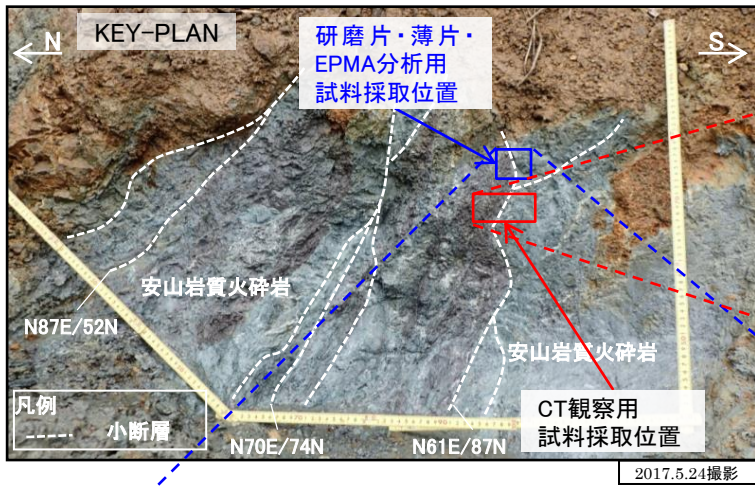 KEY-PLAN
N
S
研磨片・薄片・
EPMA分析用
試料採取位置
安山岩質火砕岩
N87E/52N
安山岩質火砕岩
凡例
小断層
N70E/74N
N61E/87N
CT観察用
試料採取位置
2017.5.24撮影